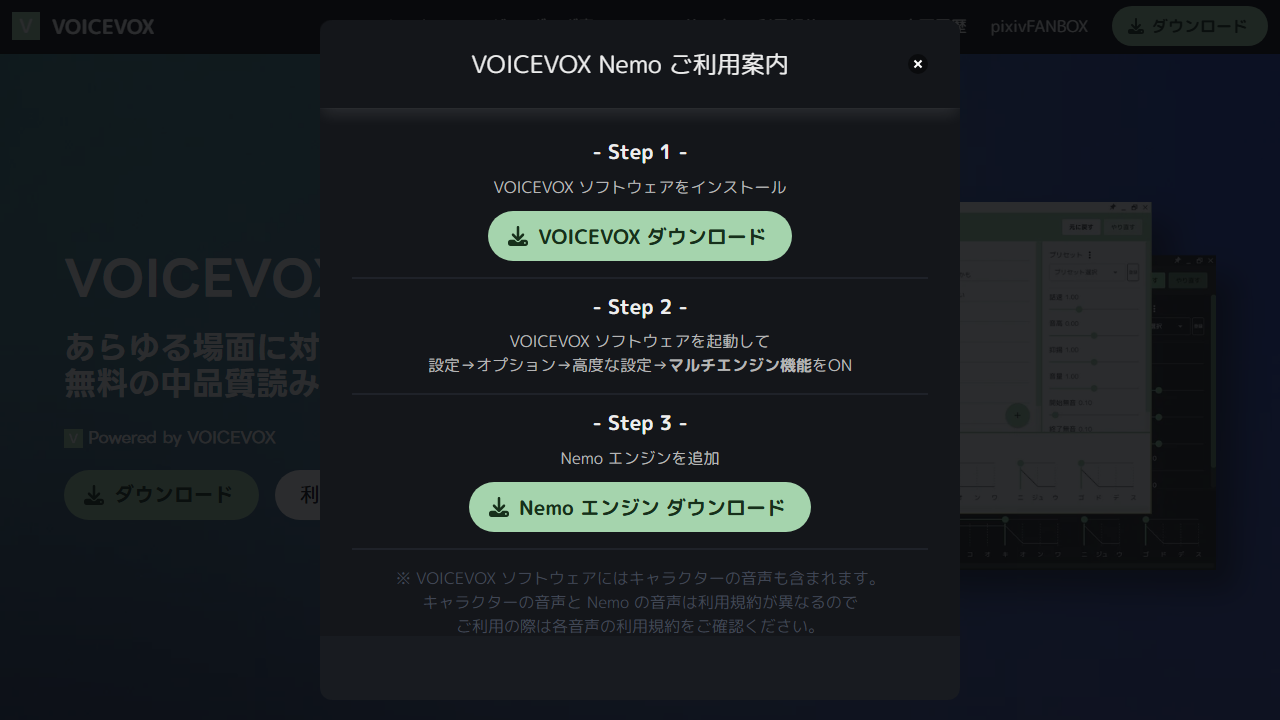 VOICEVOX
pixivFANBOX
ダウンロード
VOICEVOX Nemo ご利用案内
- Step 1 -
VOICEVOX ソフトウェアをインストール
VOICEVOX ダウンロード
- Step 2 -
VOICEVOX ソフトウェアを起動して
設定→オプション→高度な設定→マルチエンジン機能をON
- Step 3 -
Nemo エンジンを追加
Nemo エンジン ダウンロード
※ VOICEVOX ソフトウェアにはキャラクターの音声も含まれます。
キャラクターの音声と Nemo の音声は利用規約が異なるので
ご利用の際は各音声の利用規約をご確認ください。
VOICEVOX
あらゆる場面に対
無料の中品質読み
V Powered by VOICEVOX
ダウンロード
利